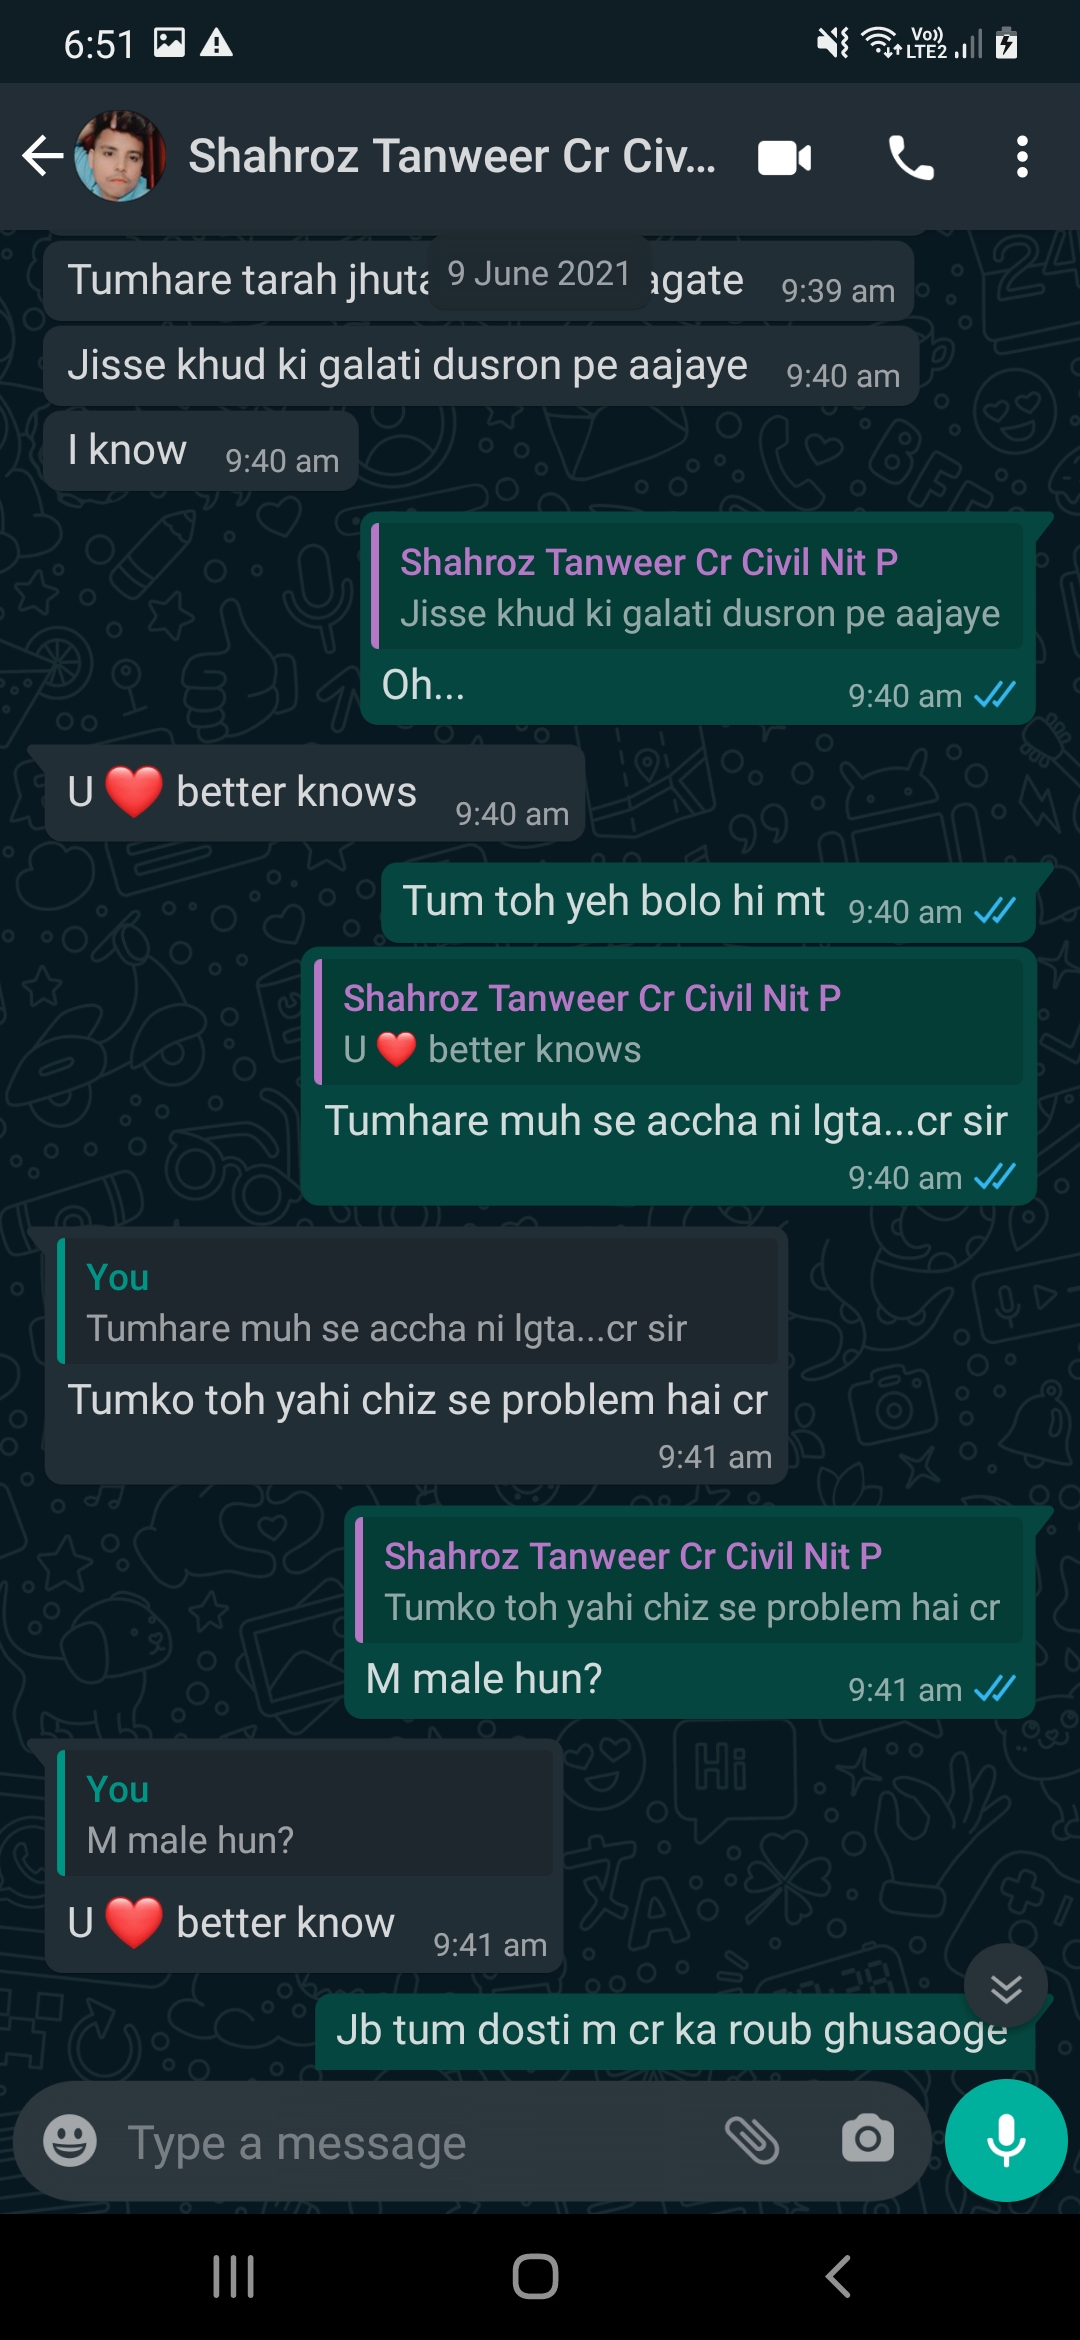 6:51
Vo))
LTE2
Shahroz Tanweer Cr Civ...
9 June 2021
Tumhare tarah
9:39 am
Jisse khud ki galati dusron pe aajaye 9:40 am
I know 9:40 am
Shahroz Tanweer Cr Civil Nit P
Jisse khud ki galati dusron pe aajaye
Oh... 9:40 am
U ❤️ better knows 9:40 am
Tum toh yeh bolo hi mt 9:40 am
Shahroz Tanweer Cr Civil Nit P
U ❤️ better knows
Tumhare muh se accha ni lgta...cr sir
9:40 am
You
Tumhare muh se accha ni lgta...cr sir
Tumko toh yahi chiz se problem hai cr
9:41 am
Shahroz Tanweer Cr Civil Nit P
Tumko toh yahi chiz se problem hai cr
M male hun? 9:41 am
You
M male hun?
U ❤️ better know 9:41 am
Jb tum dosti m cr ka roub ghusaoge
Type a message